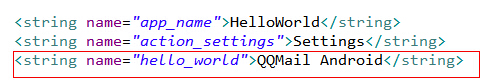 <string name="app_name">HelloWorld</string>
<string name="action_settings">Settings</string>
<string name="hello_world">QQMail Android</string>